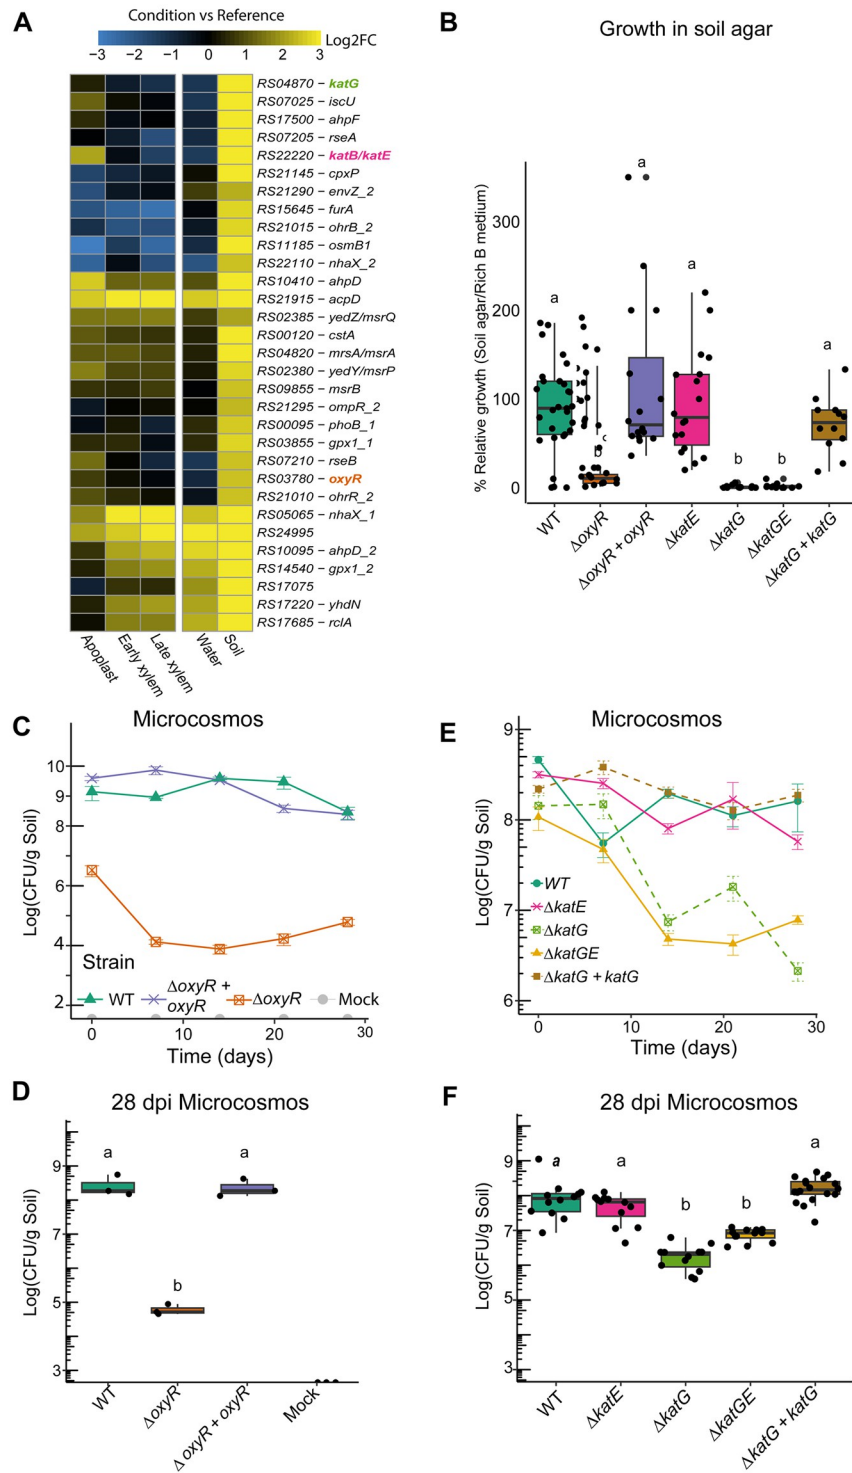 A
Condition vs Reference
Log2FC
−3 −2 −1 0 1 2 3
RS04870 − katG
RS07025 − iscU
RS17500 − ahpF
RS07205 − rseA
RS22220 − katB/katE
RS21145 − cpxP
RS21290 − envZ_2
RS15645 − furA
RS21015 − ohrB_2
RS11185 − osmB1
RS22110 − nhaX_2
RS10410 − ahpD
RS21915 − acpD
RS02385 − yedZ/msrQ
RS00120 − cstA
RS04820 − mrsA/msrA
RS02380 − yedY/msrP
RS09855 − msrB
RS21295 − ompR_2
RS00095 − phoB_1
RS03855 − gpx1_1
RS07210 − rseB
RS03780 − oxyR
RS21010 − ohrR_2
RS05065 − nhaX_1
RS24995
RS10095 − ahpD_2
RS14540 − gpx1_2
RS17075
RS17220 − yhdN
RS17685 − rclA
Apoplast
Early xylem
Late xylem
Water
Soil
B
Growth in soil agar
% Relative grbwth (Soil agar/Rich B medium)
300
200
100
0
a
b
c
a
a
b
b
a
WT
ΔoxyR
ΔoxyR + oxyR
ΔkatE
ΔkatG
ΔkatGE
ΔkatG + katG
C
Microcosmos
Log(CFU/g Soil)
10
9
8
6
4
2
Strain
WT
ΔoxyR +
oxyR
ΔoxyR
Mock
0 10 20 30
Time (days)
E
Microcosmos
Log(CFU/g Soil)
9
8
7
6
WT
ΔkatE
ΔkatG
ΔkatGE
ΔkatG + katG
0 10 20 30
Time (days)
D
28 dpi Microcosmos
Log(CFU/g Soil)
9
7
5
3
a
b
a
WT
ΔoxyR
ΔoxyR + oxyR
Mock
F
28 dpi Microcosmos
Log(CFU/g Soil)
9
7
5
3
a
a
b
b
a
WT
ΔkatE
ΔkatG
ΔkatGE
ΔkatG + katG